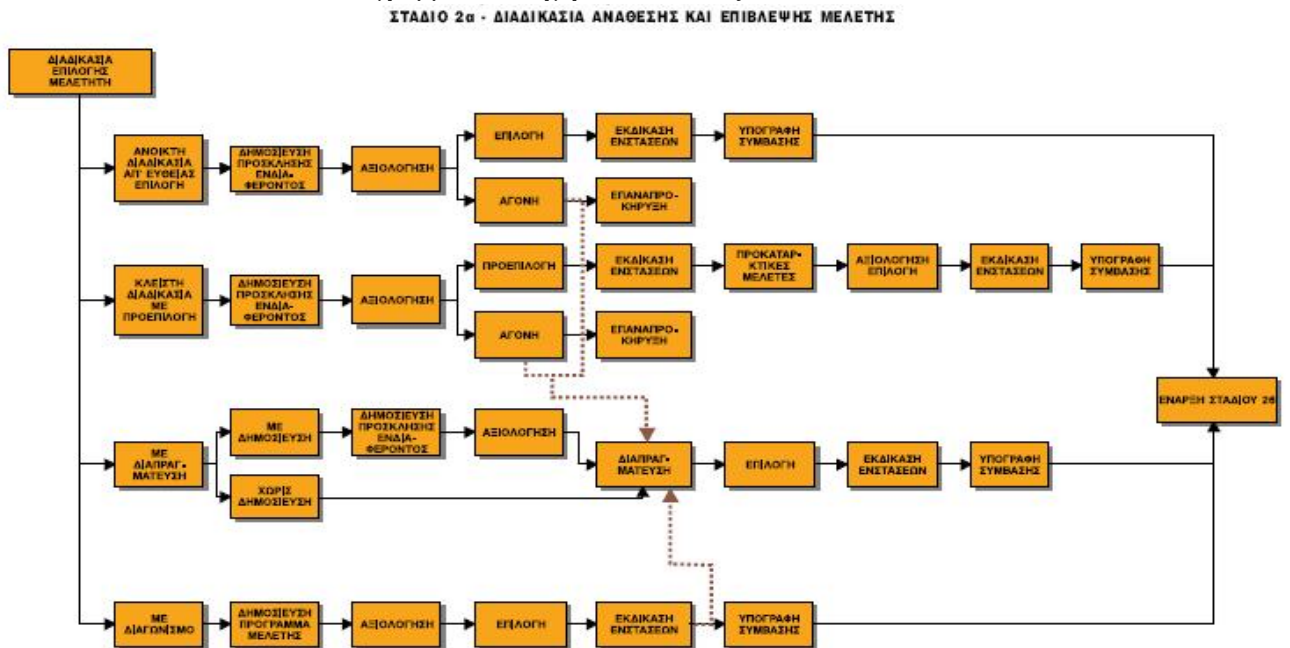 ΣΤΑΔΙΟ 2α - ΔΙΑΔΙΚΑΣΙΑ ΑΝΑΘΕΣΗΣ ΚΑΙ ΕΠΙΒΛΕΨΗΣ ΜΕΛΕΤΗΣ
ΔΙΑΔΙΚΑΣΙΑ
ΕΠΙΛΟΓΗΣ
ΜΕΛΕΤΗΤΗ
ΑΝΟΙΚΤΗ
ΔΙΑΔΙΚΑΣΙΑ
ΑΠ' ΕΥΘΕΙΑΣ
ΕΠΙΛΟΓΗ
ΔΗΜΟΣΙΕΥΣΗ
ΠΡΟΣΚΛΗΣΗΣ
ΕΝΔΙΑ-
ΦΕΡΟΝΤΟΣ
ΑΞΙΟΛΟΓΗΣΗ
ΕΠΙΛΟΓΗ
ΕΚΔΙΚΑΣΗ
ΕΝΣΤΑΣΕΩΝ
ΥΠΟΓΡΑΦΗ
ΣΥΜΒΑΣΗΣ
ΑΓΟΝΗ
ΕΠΑΝΑΠΡΟ-
ΚΗΡΥΞΗ
ΚΛΕΙΣΤΗ
ΔΙΑΔΙΚΑΣΙΑ
ΜΕ
ΠΡΟΕΠΙΛΟΓΗ
ΔΗΜΟΣΙΕΥΣΗ
ΠΡΟΣΚΛΗΣΗΣ
ΕΝΔΙΑ-
ΦΕΡΟΝΤΟΣ
ΑΞΙΟΛΟΓΗΣΗ
ΠΡΟΕΠΙΛΟΓΗ
ΕΚΔΙΚΑΣΗ
ΕΝΣΤΑΣΕΩΝ
ΠΡΟΚΑΤΑΡ-
ΚΤΙΚΕΣ
ΜΕΛΕΤΕΣ
ΑΞΙΟΛΟΓΗΣΗ
ΕΠΙΛΟΓΗ
ΕΚΔΙΚΑΣΗ
ΕΝΣΤΑΣΕΩΝ
ΥΠΟΓΡΑΦΗ
ΣΥΜΒΑΣΗΣ
ΑΓΟΝΗ
ΕΠΑΝΑΠΡΟ-
ΚΗΡΥΞΗ
ΕΝΑΡΞΗ ΣΤΑΔΙΟΥ 2β
ΜΕ
ΔΙΑΠΡΑΓ-
ΜΑΤΕΥΣΗ
ΜΕ
ΔΗΜΟΣΙΕΥΣΗ
ΔΗΜΟΣΙΕΥΣΗ
ΠΡΟΣΚΛΗΣΗΣ
ΕΝΔΙΑ-
ΦΕΡΟΝΤΟΣ
ΑΞΙΟΛΟΓΗΣΗ
ΧΩΡΙΣ
ΔΗΜΟΣΙΕΥΣΗ
ΔΙΑΠΡΑΓ-
ΜΑΤΕΥΣΗ
ΕΠΙΛΟΓΗ
ΕΚΔΙΚΑΣΗ
ΕΝΣΤΑΣΕΩΝ
ΥΠΟΓΡΑΦΗ
ΣΥΜΒΑΣΗΣ
ΜΕ
ΔΙΑΓΩΝΙΣΜΟ
ΔΗΜΟΣΙΕΥΣΗ
ΠΡΟΓΡΑΜΜΑ
ΜΕΛΕΤΗΣ
ΑΞΙΟΛΟΓΗΣΗ
ΕΠΙΛΟΓΗ
ΕΚΔΙΚΑΣΗ
ΕΝΣΤΑΣΕΩΝ
ΥΠΟΓΡΑΦΗ
ΣΥΜΒΑΣΗΣ